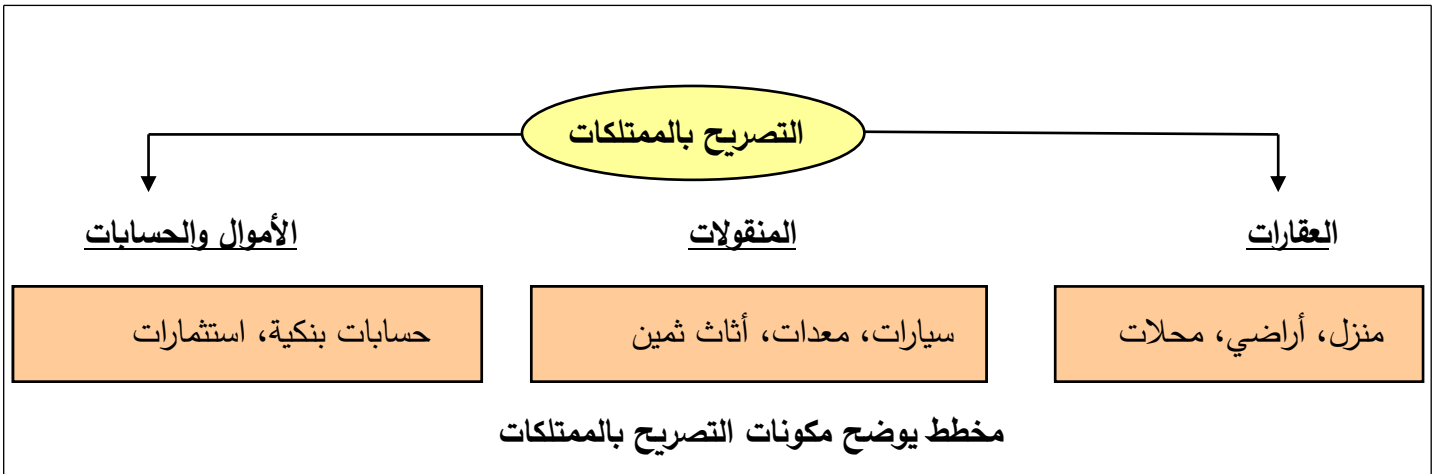 التصريح بالممتلكات
العقارات
المنقولات
الأموال والحسابات
منزل، أراضي، محلات
سيارات، معدات، أثاث ثمين
حسابات بنكية، استثمارات
مخطط يوضح مكونات التصريح بالممتلكات